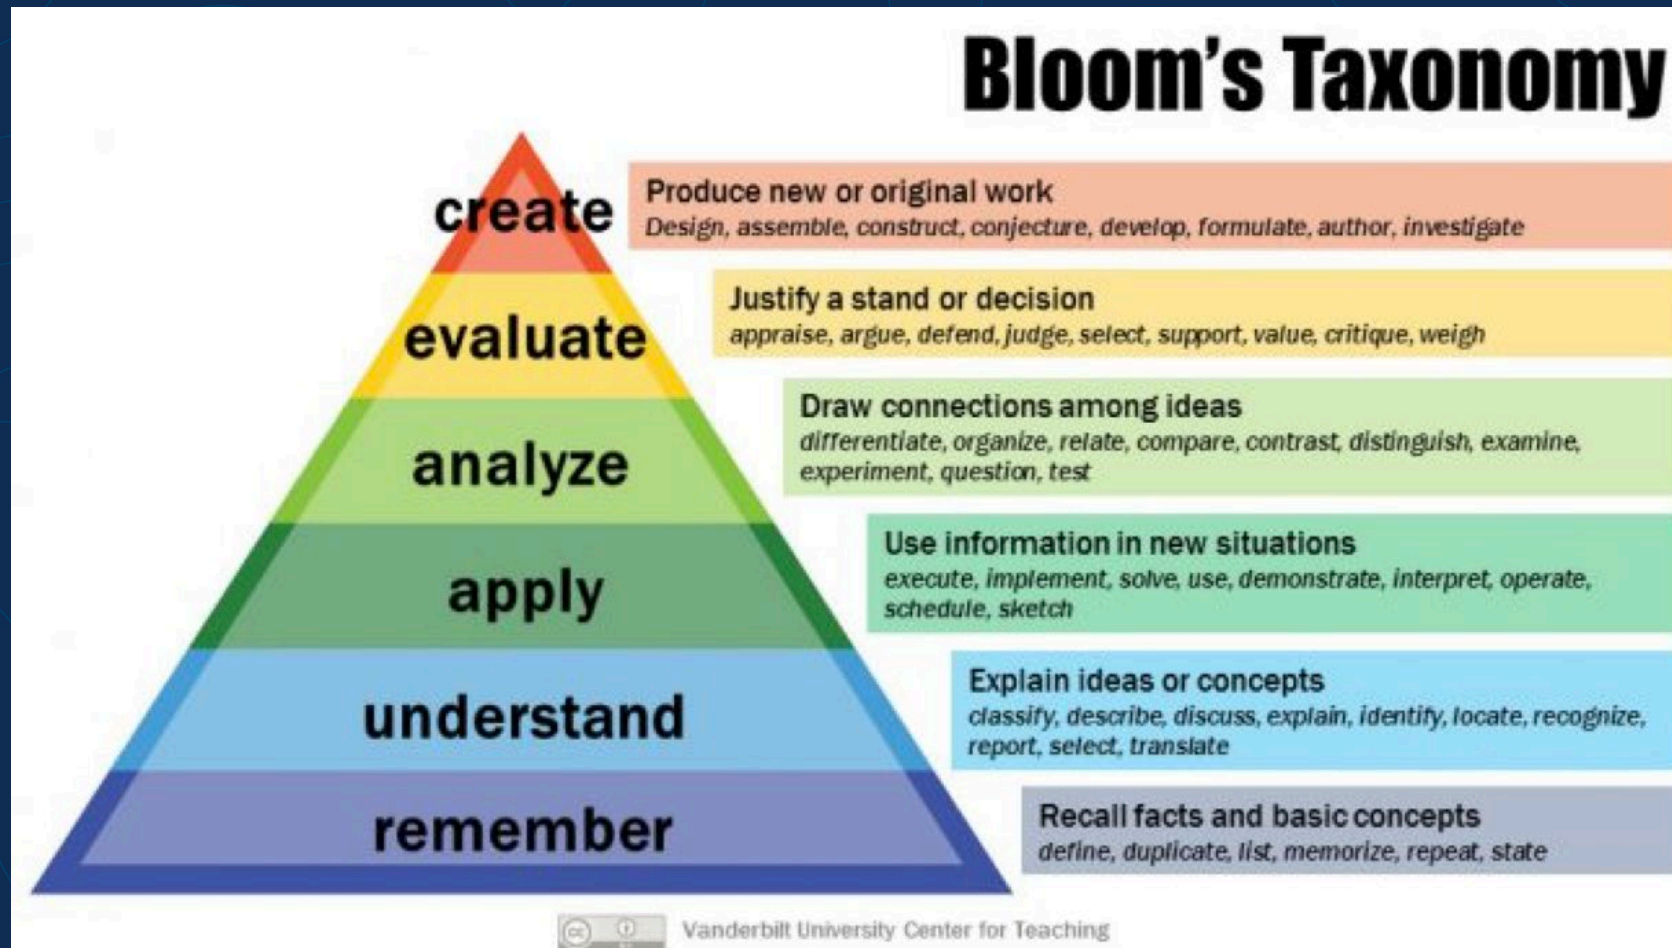 Bloom's Taxonomy
create
Produce new or original work
Design, assemble, construct, conjecture, develop, formulate, author, investigate
evaluate
Justify a stand or decision
appraise, argue, defend, judge, select, support, value, critique, weigh
analyze
Draw connections among ideas
differentiate, organize, relate, compare, contrast, distinguish, examine,
experiment, question, test
apply
Use information in new situations
execute, implement, solve, use, demonstrate, interpret, operate,
schedule, sketch
understand
Explain ideas or concepts
classify, describe, discuss, explain, identify, locate, recognize,
report, select, translate
remember
Recall facts and basic concepts
define, duplicate, list, memorize, repeat, state
cc
Vanderbilt University Center for Teaching